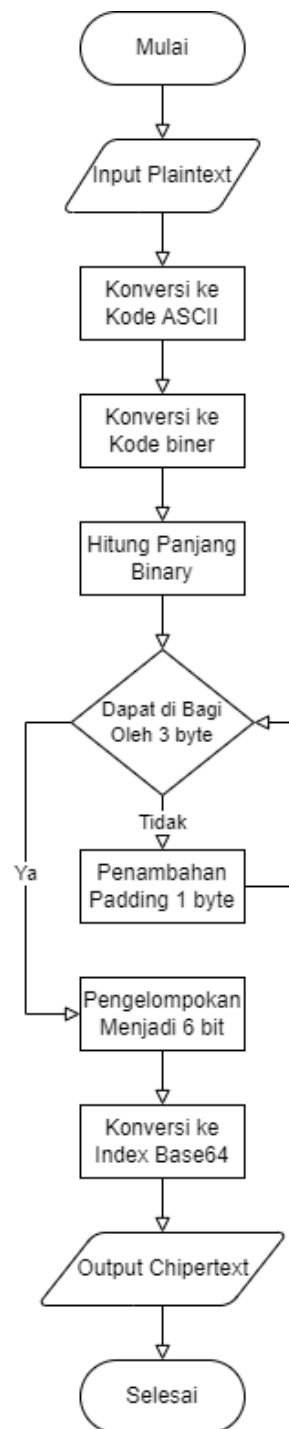 Mulai
Input Plaintext
Konversi ke
Kode ASCII
Konversi ke
Kode biner
Hitung Panjang
Binary
Dapat di Bagi
Oleh 3 byte
Tidak
Ya
Penambahan
Padding 1 byte
Pengelompokan
Menjadi 6 bit
Konversi ke
Index Base64
Output Chipertext
Selesai